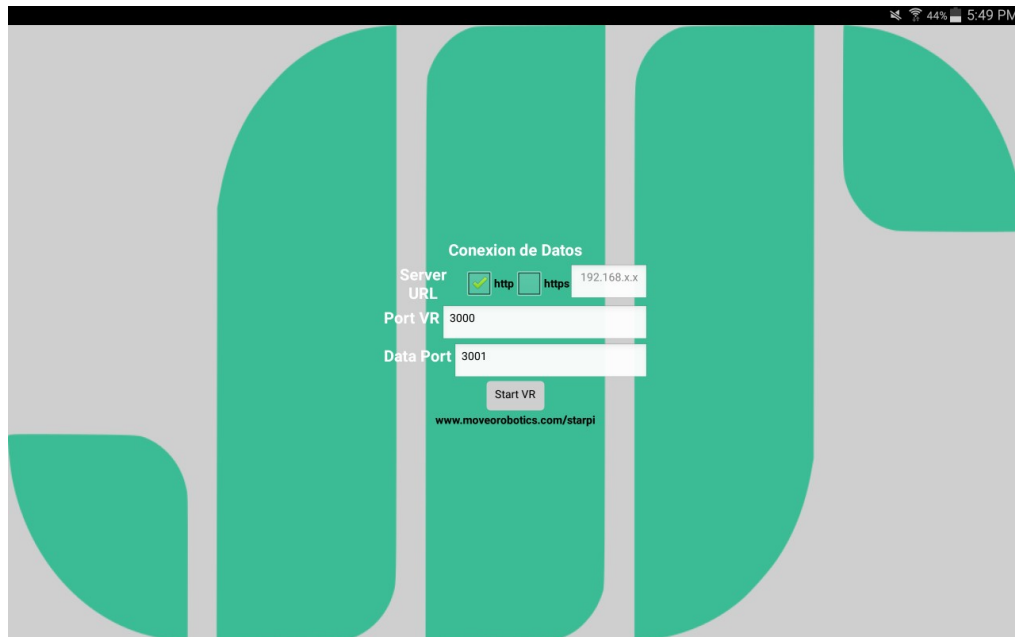 44% 5:49 PM
Conexion de Datos
Server
URL
http https 192.168.x.x
Port VR 3000
Data Port 3001
Start VR
www.moveorobotics.com/starpi